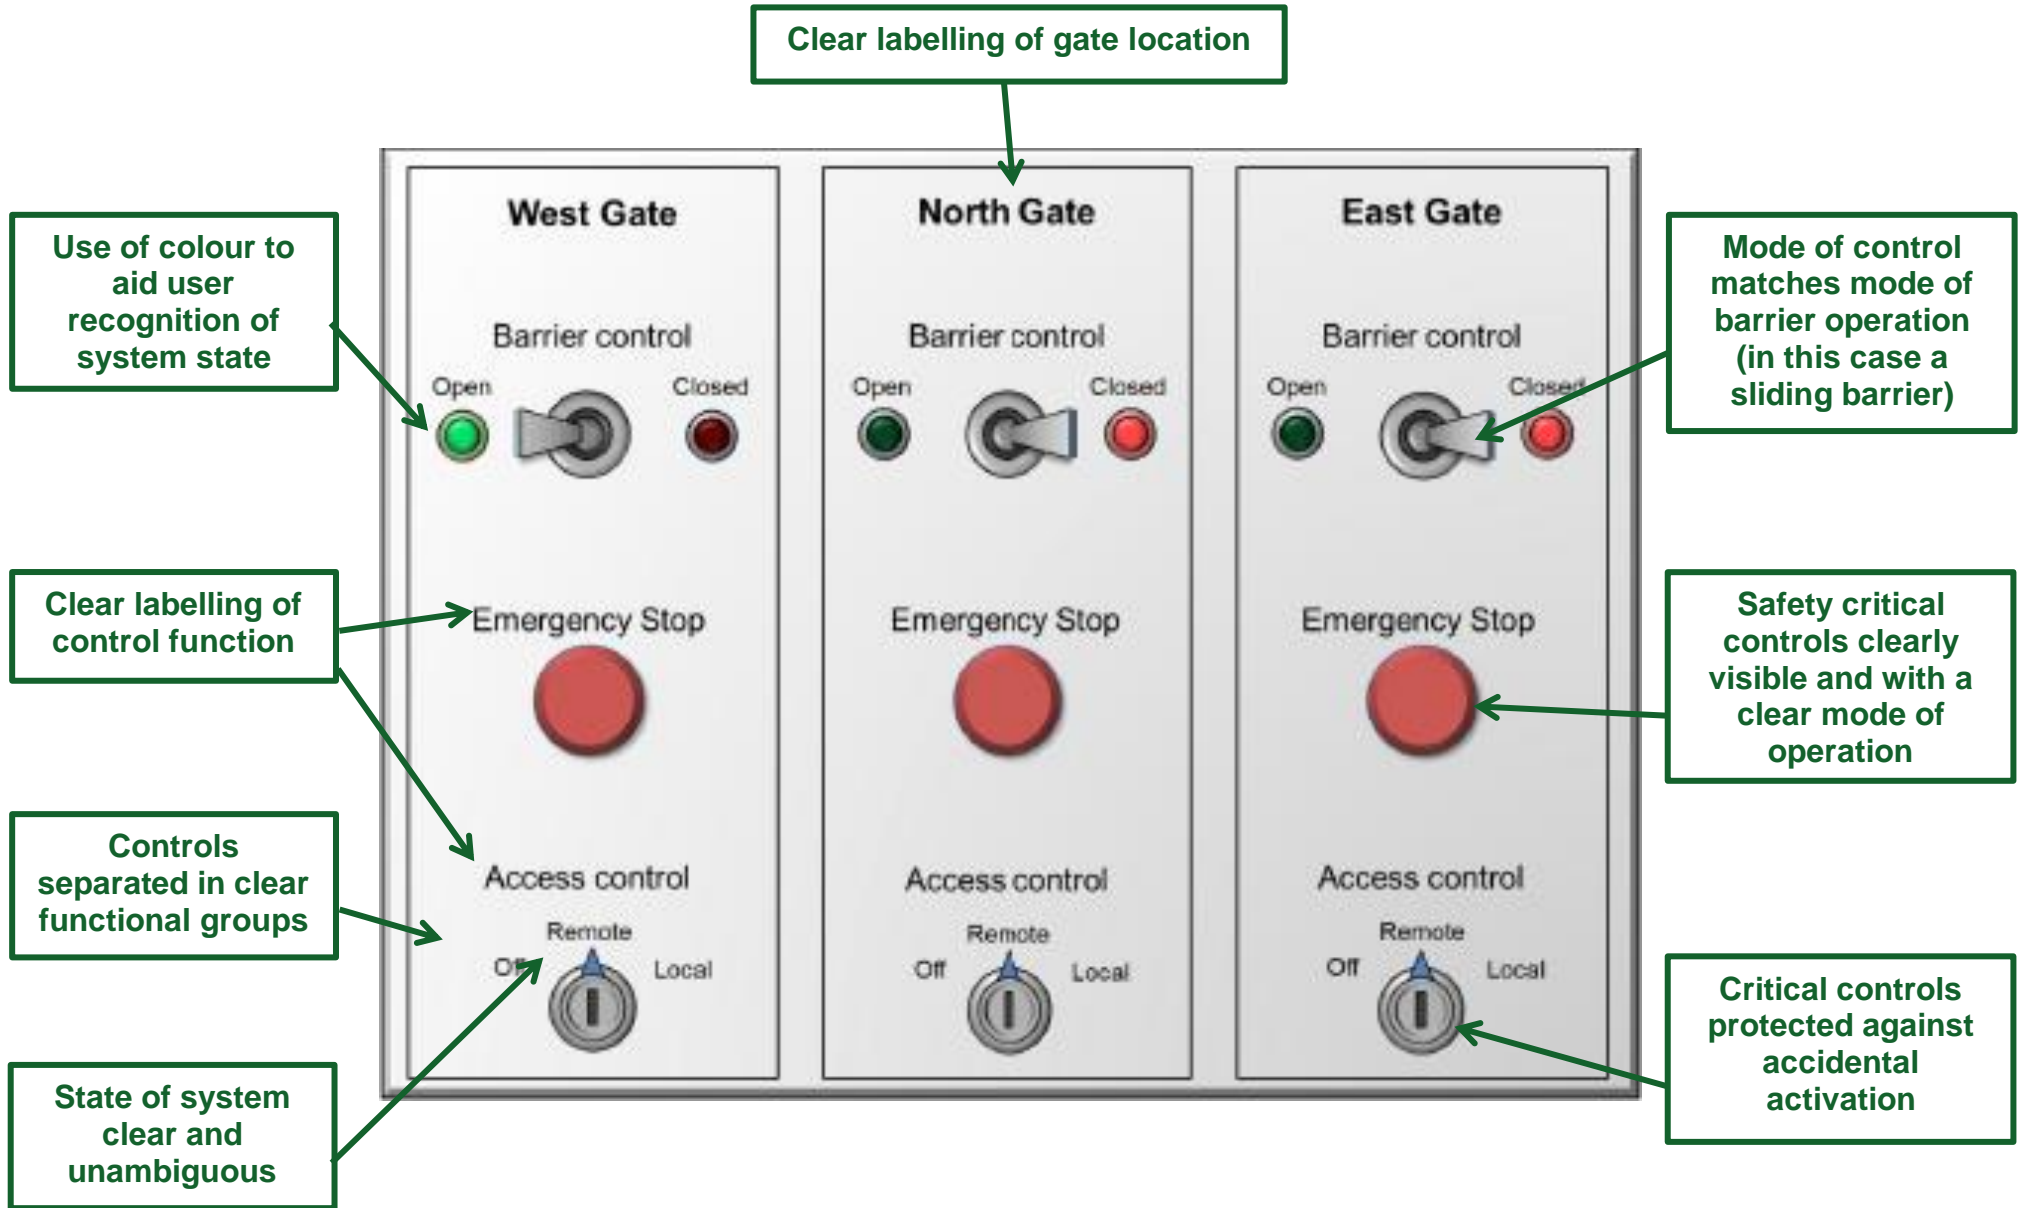 Clear labelling of gate location
West Gate
North Gate
East Gate
Use of colour to
aid user
recognition of
system state
Mode of control
matches mode of
barrier operation
(in this case a
sliding barrier)
Barrier control
Barrier control
Barrier control
Open
Closed
Open
Closed
Open
Closed
Clear labelling of
control function
Emergency Stop
Emergency Stop
Emergency Stop
Safety critical
controls clearly
visible and with a
clear mode of
operation
Controls
separated in clear
functional groups
Access control
Access control
Access control
Remote
Off
Local
Remote
Off
Local
Remote
Off
Local
State of system
clear and
unambiguous
Critical controls
protected against
accidental
activation